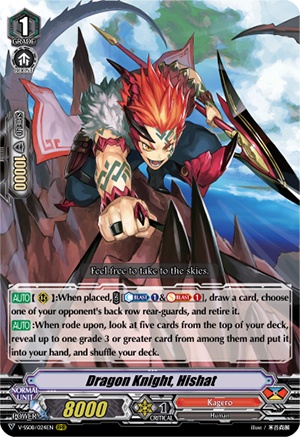 1
GRADE
BOOST
SHIELD
10000
Feel free to take to the skies.
AUTO :When placed, [BLAST -1 & BLAST -1], draw a card, choose
one of your opponent's back row rear-guards, and retire it.
AUTO :When rode upon, look at five cards from the top of your deck,
reveal up to one grade 3 or greater card from among them and put it
into your hand, and shuffle your deck.
NORMAL
UNIT
Dragon Knight, Hishat
POWER
8000
1
CRITICAL
Kagero
Human
V-SS08/024EN RRR
Illust /